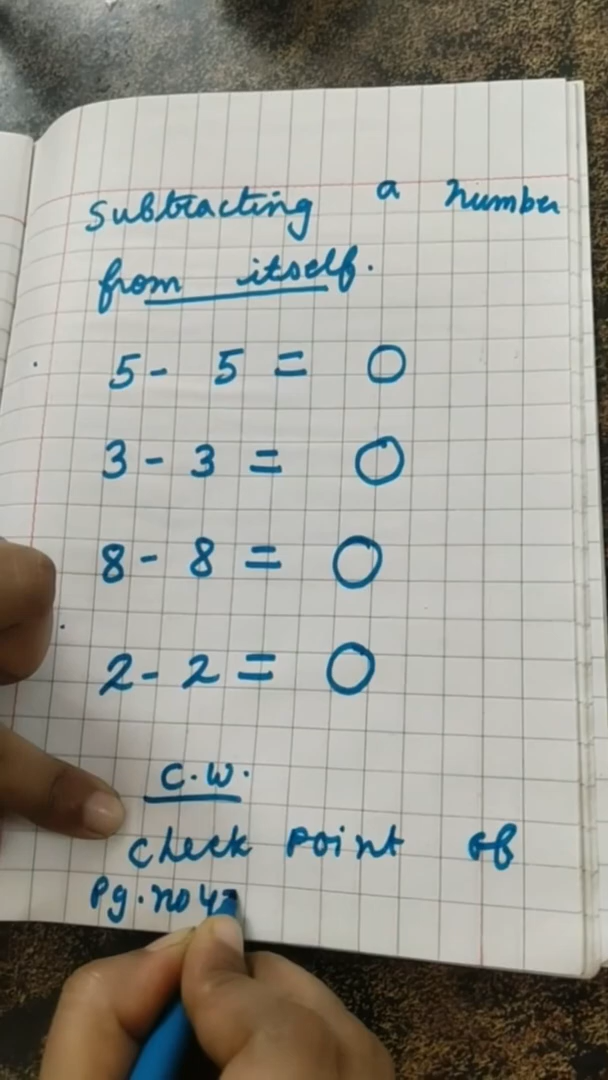 Subtracting a number
from itself.
5 - 5 = 0
3 - 3 = 0
8 - 8 = 0
2 - 2 = 0
C.W.
Check point of
Pg. no